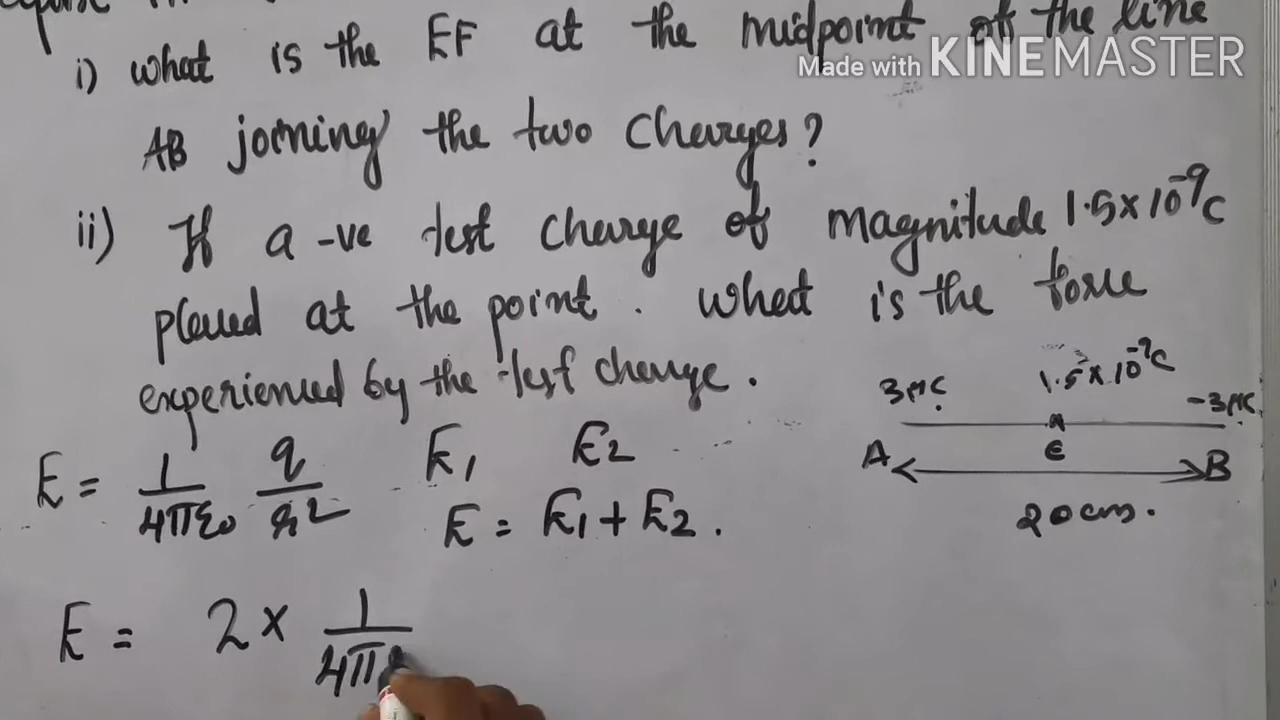 i) what is the EF at the midpoint of the line
Made with KINEMASTER
AB joining the two charges?
ii) If a -ve test charge of magnitude 1.5×10⁻⁹C
placed at the point. What is the force
experienced by the test charge.
3μC 1.5×10⁻⁹C -3μC
A B
20cm.
E = 1/4πε₀ q/r² E₁ E₂
E = E₁ + E₂.
E = 2 × 1/4π